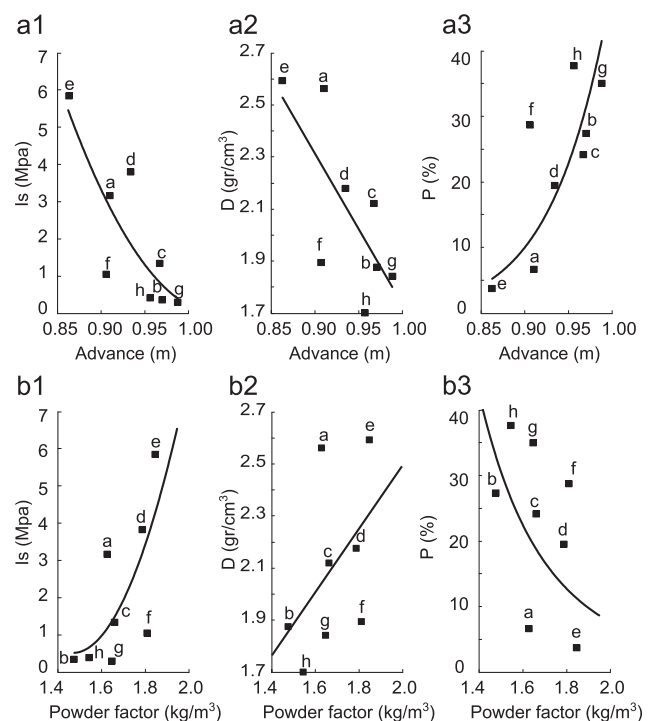 a1
a2
a3
7
6
5
4
3
2
1
0
Is (Mpa)
e
d
a
f
c
h
b
g
0.85 0.90 0.95 1.00
Advance (m)
2.7
2.5
2.3
2.1
1.9
1.7
D (gr/cm³)
e
a
d
c
f
b
g
h
0.85 0.90 0.95 1.00
Advance (m)
40
30
20
10
0
P (%)
h
g
f
b
c
d
a
e
0.85 0.90 0.95 1.00
Advance (m)
b1
b2
b3
7
6
5
4
3
2
1
0
Is (Mpa)
e
d
a
c
f
b
h
g
1.4 1.6 1.8 2.0
Powder factor (kg/m³)
2.7
2.5
2.3
2.1
1.9
1.7
D (gr/cm³)
a
e
c
d
b
g
f
h
1.4 1.6 1.8 2.0
Powder factor (kg/m³)
40
30
20
10
0
P (%)
h
g
b
f
c
d
a
e
1.4 1.6 1.8 2.0
Powder factor (kg/m³)